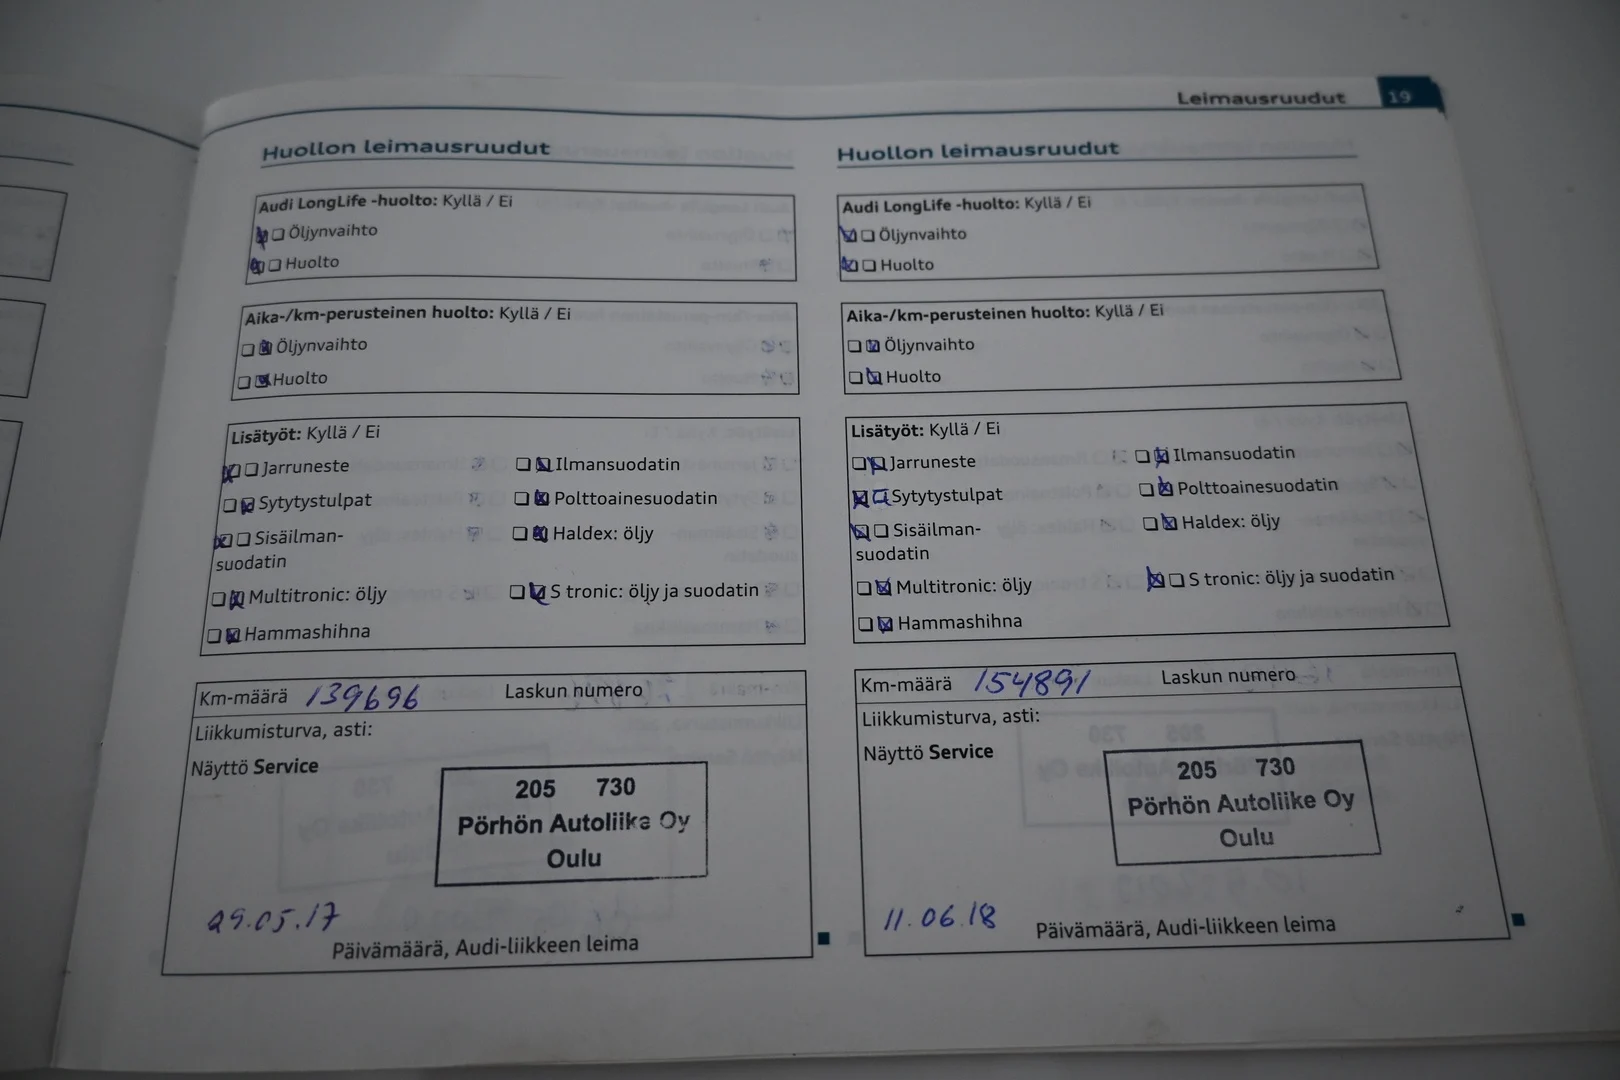 Leimausruudut 19
Huollon leimausruudut
Audi LongLife -huolto: Kyllä / Ei
Öljynvaihto
Huolto
Aika-/km-perusteinen huolto: Kyllä / Ei
Öljynvaihto
Huolto
Lisätyöt: Kyllä / Ei
Jarruneste
Ilmansuodatin
Sytytystulpat
Polttoainesuodatin
Sisäilman-
suodatin
Haldex: öljy
Multitronic: öljy
S tronic: öljy ja suodatin
Hammashihna
Km-määrä 139696 Laskun numero
Liikkumisturva, asti:
Näyttö Service
205 730
Pörhön Autoliike Oy
Oulu
29.05.17
Päivämäärä, Audi-liikkeen leima
Huollon leimausruudut
Audi LongLife -huolto: Kyllä / Ei
Öljynvaihto
Huolto
Aika-/km-perusteinen huolto: Kyllä / Ei
Öljynvaihto
Huolto
Lisätyöt: Kyllä / Ei
Jarruneste
Ilmansuodatin
Sytytystulpat
Polttoainesuodatin
Sisäilman-
suodatin
Haldex: öljy
Multitronic: öljy
S tronic: öljy ja suodatin
Hammashihna
Km-määrä 154891 Laskun numero
Liikkumisturva, asti:
Näyttö Service
205 730
Pörhön Autoliike Oy
Oulu
11.06.18
Päivämäärä, Audi-liikkeen leima